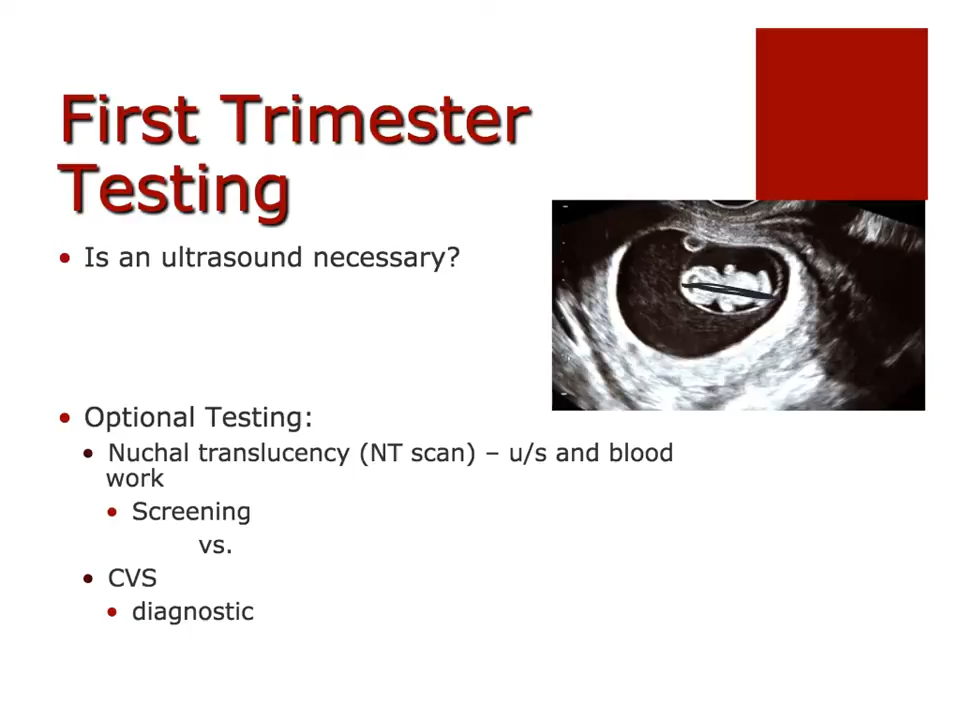 First Trimester
Testing
• Is an ultrasound necessary?
• Optional Testing:
• Nuchal translucency (NT scan) – u/s and blood
work
• Screening
vs.
• CVS
• diagnostic